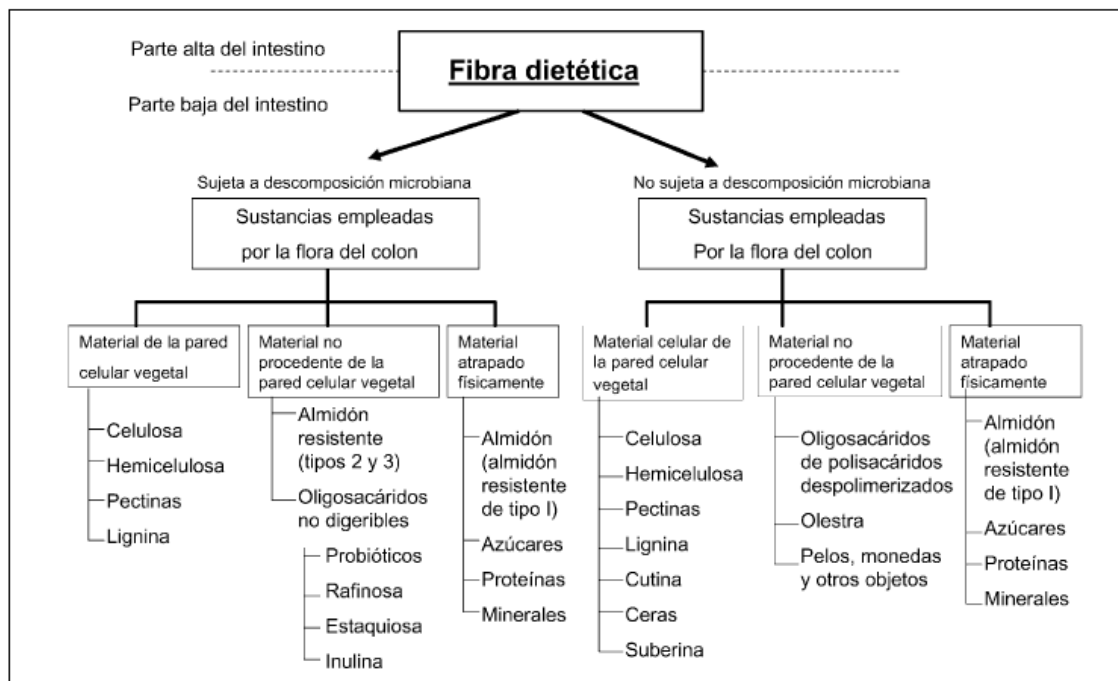 Parte alta del intestino
Fibra dietética
Parte baja del intestino
Sujeta a descomposición microbiana
Sustancias empleadas
por la flora del colon
Material de la pared
celular vegetal
Celulosa
Hemicelulosa
Pectinas
Lignina
Material no
procedente de la
pared celular vegetal
Almidón
resistente
(tipos 2 y 3)
Oligosacáridos
no digeribles
Probióticos
Rafinosa
Estaquiosa
Inulina
Material
atrapado
físicamente
Almidón
(almidón
resistente
de tipo I)
Azúcares
Proteínas
Minerales
No sujeta a descomposición microbiana
Sustancias empleadas
Por la flora del colon
Material celular de
la pared celular
vegetal
Celulosa
Hemicelulosa
Pectinas
Lignina
Cutina
Ceras
Suberina
Material no
procedente de la
pared celular vegetal
Oligosacáridos
de polisacáridos
despolimerizados
Olestra
Pelos, monedas
y otros objetos
Material
atrapado
físicamente
Almidón
(almidón
resistente
de tipo I)
Azúcares
Proteínas
Minerales